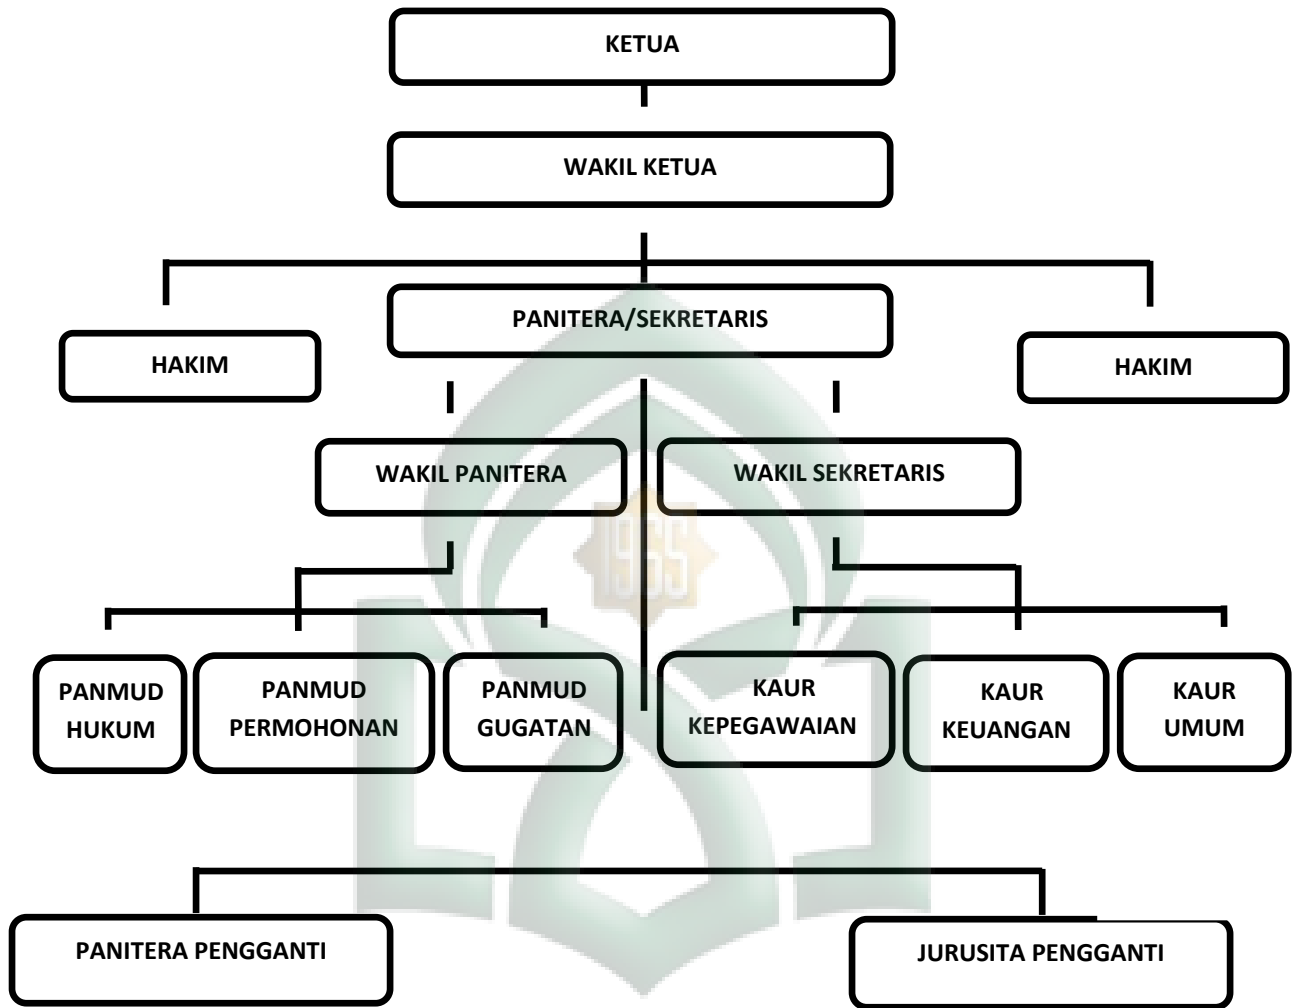 KETUA
WAKIL KETUA
PANITERA/SEKRETARIS
HAKIM
HAKIM
WAKIL PANITERA
WAKIL SEKRETARIS
1965
PANMUD
HUKUM
PANMUD
PERMOHONAN
PANMUD
GUGATAN
KAUR
KEPEGAWAIAN
KAUR
KEUANGAN
KAUR
UMUM
PANITERA PENGGANTI
JURUSITA PENGGANTI